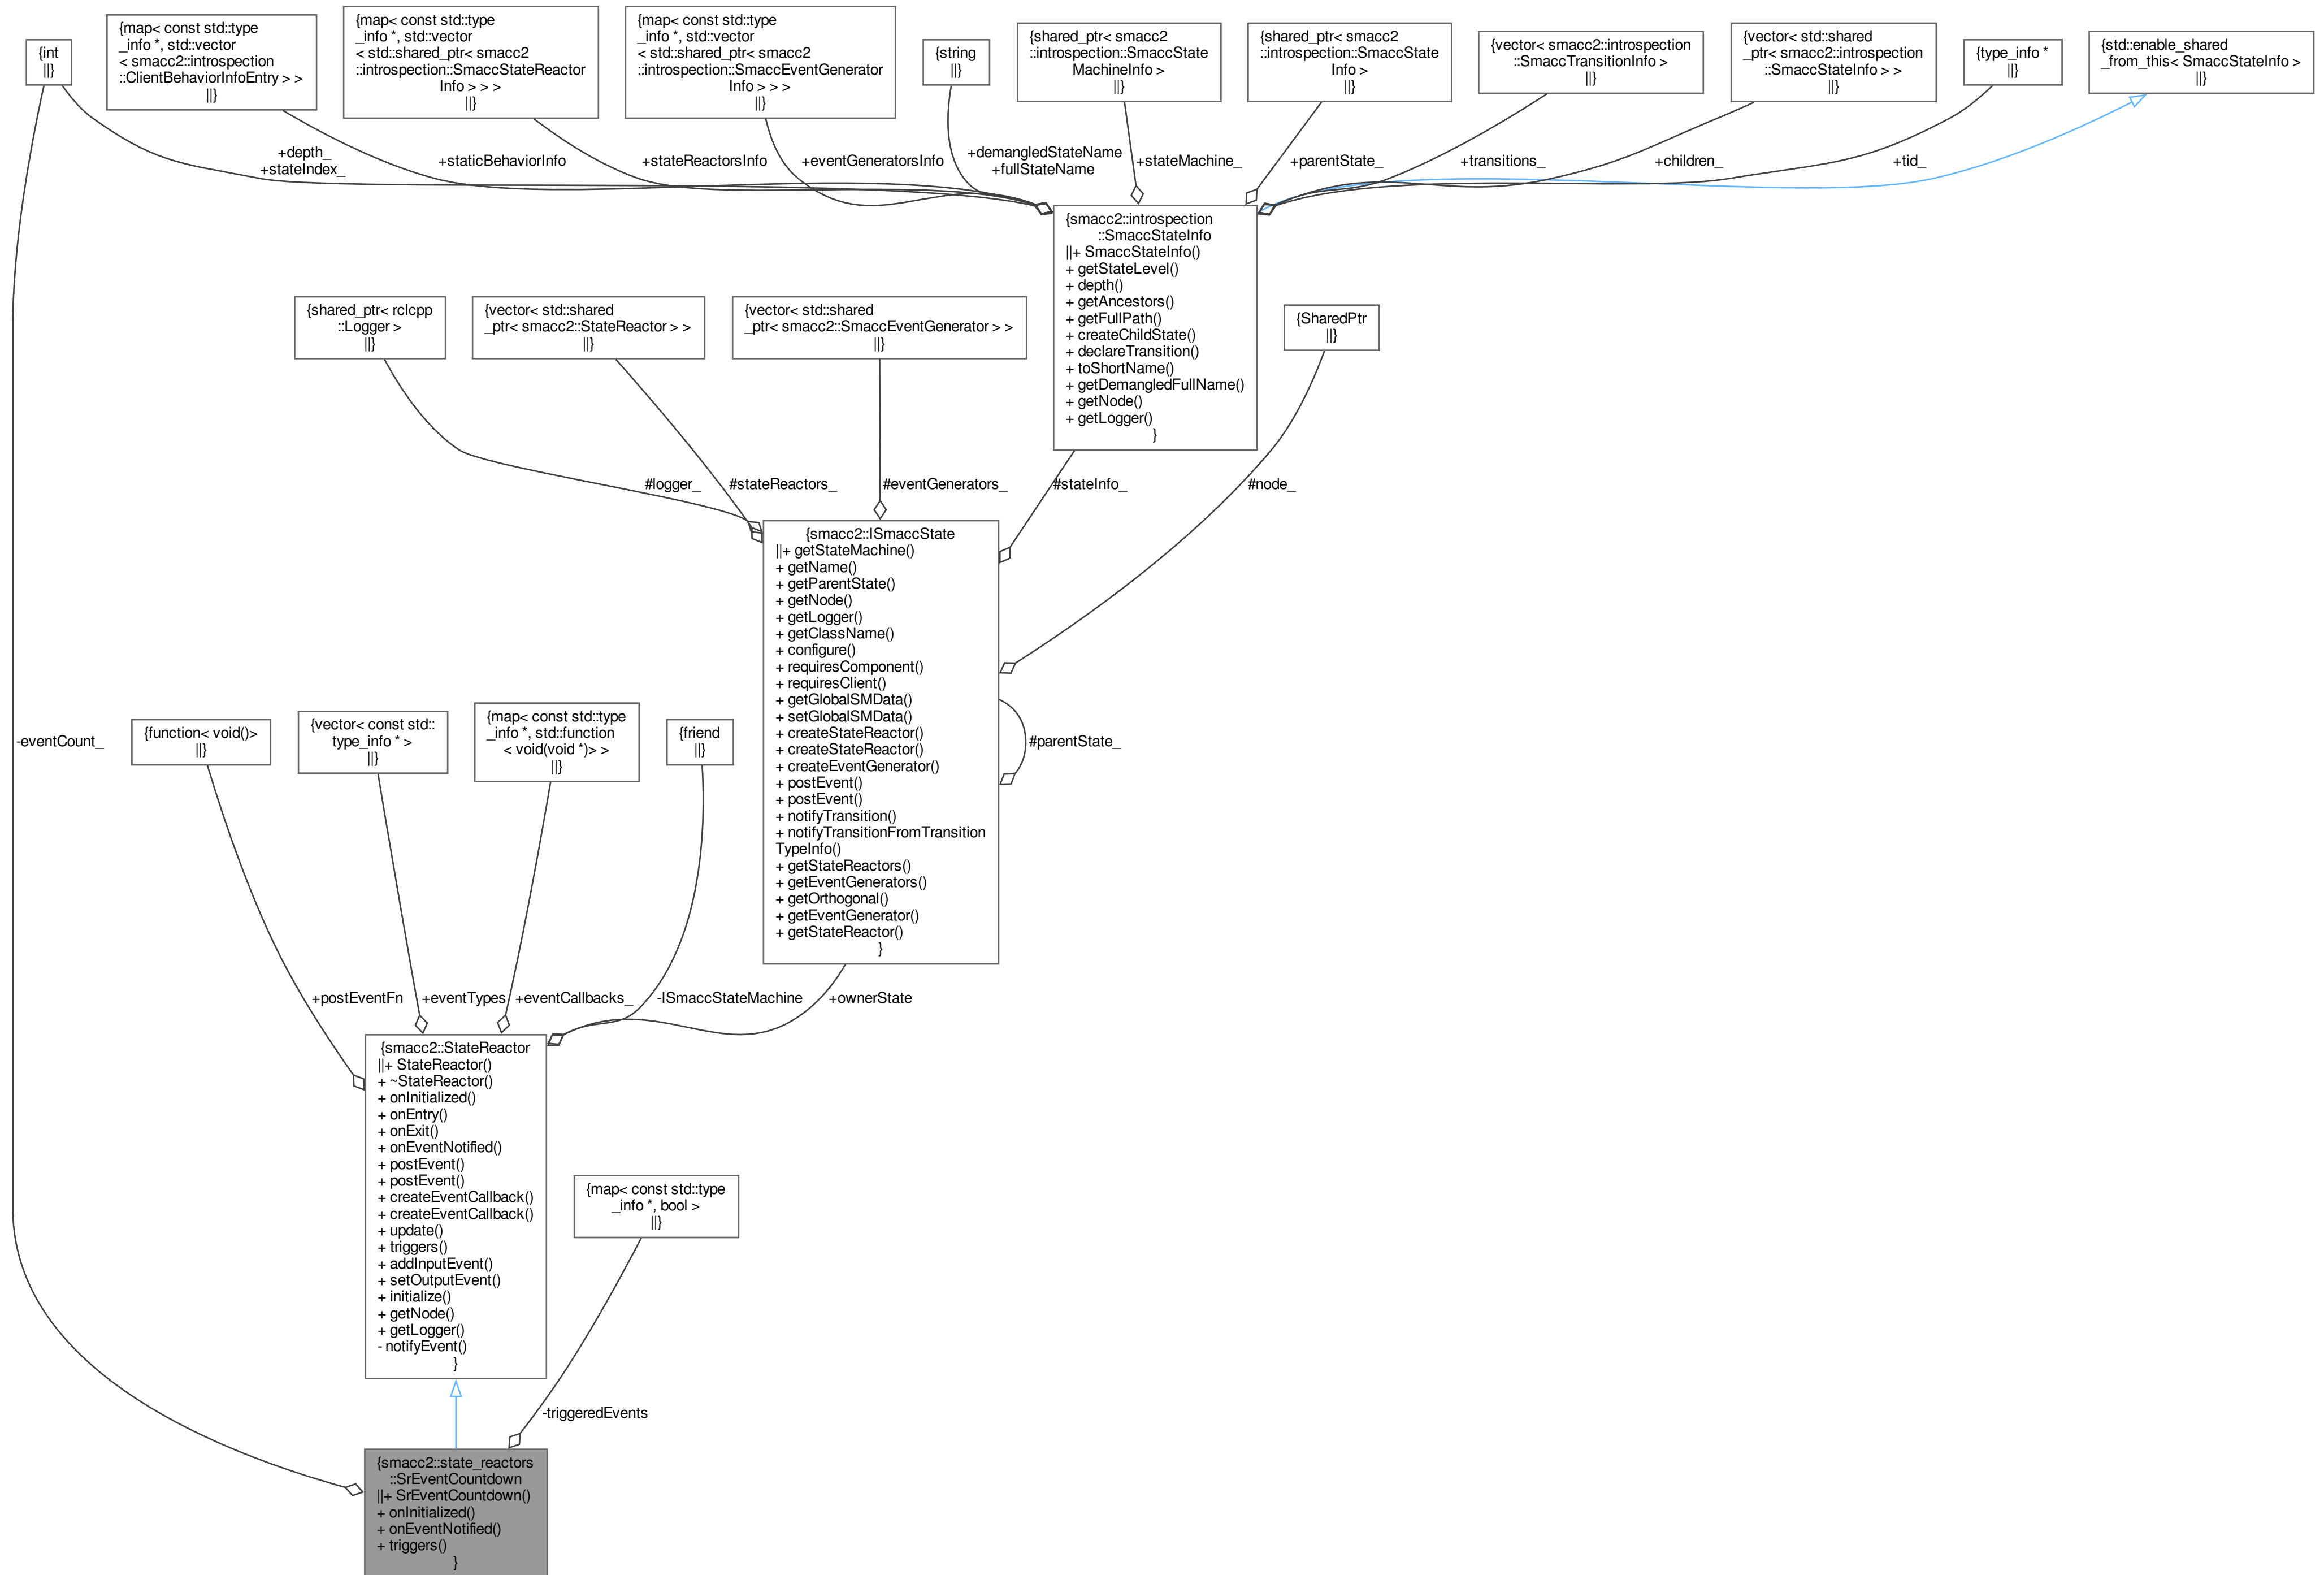 {int
||}
{map< const std::type
_info *, std::vector
< smacc2::introspection
::ClientBehaviorInfoEntry > >
||}
{map< const std::type
_info *, std::vector
< std::shared_ptr< smacc2
::introspection::SmaccStateReactor
Info > > >
||}
{map< const std::type
_info *, std::vector
< std::shared_ptr< smacc2
::introspection::SmaccEventGenerator
Info > > >
||}
{string
||}
{shared_ptr< smacc2
::introspection::SmaccState
MachineInfo >
||}
{shared_ptr< smacc2
::introspection::SmaccState
Info >
||}
{vector< smacc2::introspection
::SmaccTransitionInfo >
||}
{vector< std::shared
_ptr< smacc2::introspection
::SmaccStateInfo > >
||}
{type_info *
||}
{std::enable_shared
_from_this< SmaccStateInfo >
||}
+depth_
+stateIndex_
+staticBehaviorInfo
+stateReactorsInfo
+eventGeneratorsInfo
+demangledStateName
+fullStateName
+stateMachine_
+parentState_
+transitions_
+children_
+tid_
{smacc2::introspection
::SmaccStateInfo
||+ SmaccStateInfo()
+ getStateLevel()
+ depth()
+ getAncestors()
+ getFullPath()
+ createChildState()
+ declareTransition()
+ toShortName()
+ getDemangledFullName()
+ getNode()
+ getLogger()
}
{shared_ptr< rclcpp
::Logger >
||}
{vector< std::shared
_ptr< smacc2::StateReactor > >
||}
{vector< std::shared
_ptr< smacc2::SmaccEventGenerator > >
||}
{SharedPtr
||}
#logger_
#stateReactors_
#eventGenerators_
#stateInfo_
#node_
{smacc2::ISmaccState
||+ getStateMachine()
+ getName()
+ getParentState()
+ getNode()
+ getLogger()
+ getClassName()
+ configure()
+ requiresComponent()
+ requiresClient()
+ getGlobalSMData()
+ setGlobalSMData()
+ createStateReactor()
+ createStateReactor()
+ createEventGenerator()
+ postEvent()
+ postEvent()
+ notifyTransition()
+ notifyTransitionFromTransition
TypeInfo()
+ getStateReactors()
+ getEventGenerators()
+ getOrthogonal()
+ getEventGenerator()
+ getStateReactor()
}
#parentState_
-eventCount_
{function< void()>
||}
{vector< const std::
type_info * >
||}
{map< const std::type
_info *, std::function
< void(void *)> >
||}
{friend
||}
+postEventFn
+eventTypes
+eventCallbacks_
-ISmaccStateMachine
+ownerState
{smacc2::StateReactor
||+ StateReactor()
+ ~StateReactor()
+ onInitialized()
+ onEntry()
+ onExit()
+ onEventNotified()
+ postEvent()
+ postEvent()
+ createEventCallback()
+ createEventCallback()
+ update()
+ triggers()
+ addInputEvent()
+ setOutputEvent()
+ initialize()
+ getNode()
+ getLogger()
- notifyEvent()
}
{map< const std::type
_info *, bool >
||}
-triggeredEvents
{smacc2::state_reactors
::SrEventCountdown
||+ SrEventCountdown()
+ onInitialized()
+ onEventNotified()
+ triggers()
}